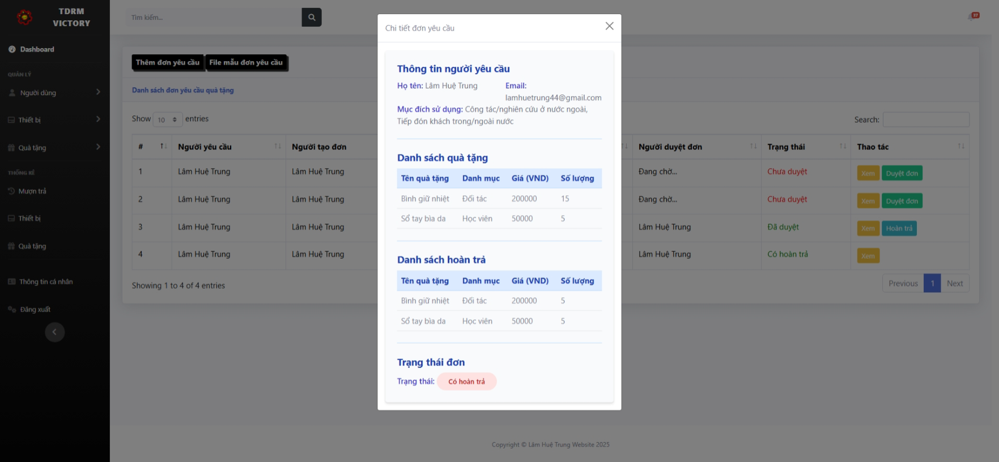 TDRM
VICTORY
Dashboard
QUẢN LÝ
Người dùng
Thiết bị
Quà tặng
THỐNG KÊ
Mượn trả
Thiết bị
Quà tặng
Thông tin cá nhân
Đăng xuất
Tìm kiếm...
37
Thêm đơn yêu cầu File mẫu đơn yêu cầu
Danh sách đơn yêu cầu quà tặng
Show 10 entries
Search:
# Người yêu cầu Người tạo đơn Người duyệt đơn Trạng thái Thao tác
1 Lâm Huệ Trung Lâm Huệ Trung Đang chờ... Chưa duyệt Xem Duyệt đơn
2 Lâm Huệ Trung Lâm Huệ Trung Đang chờ... Chưa duyệt Xem Duyệt đơn
3 Lâm Huệ Trung Lâm Huệ Trung Lâm Huệ Trung Đã duyệt Xem Hoàn trả
4 Lâm Huệ Trung Lâm Huệ Trung Lâm Huệ Trung Có hoàn trả Xem
Showing 1 to 4 of 4 entries
Previous 1 Next
Chi tiết đơn yêu cầu
Thông tin người yêu cầu
Họ tên: Lâm Huệ Trung
Email:
lamhuetrung44@gmail.com
Mục đích sử dụng: Công tác/nghiên cứu ở nước ngoài,
Tiếp đón khách trong/ngoài nước
Danh sách quà tặng
Tên quà tặng Danh mục Giá (VND) Số lượng
Bình giữ nhiệt Đối tác 200000 15
Sổ tay bìa da Học viên 50000 5
Danh sách hoàn trả
Tên quà tặng Danh mục Giá (VND) Số lượng
Bình giữ nhiệt Đối tác 200000 5
Sổ tay bìa da Học viên 50000 5
Trạng thái đơn
Trạng thái: Có hoàn trả
Copyright © Lâm Huệ Trung Website 2025